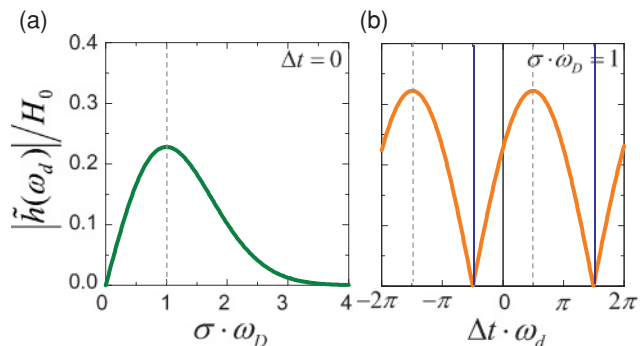 (a)
(b)
|h̃(ω_d)|/H_0
0.4
0.3
0.2
0.1
0.0
Δt = 0
0 1 2 3 4
σ · ω_D
σ · ω_D = 1
−2π −π 0 π 2π
Δt · ω_d